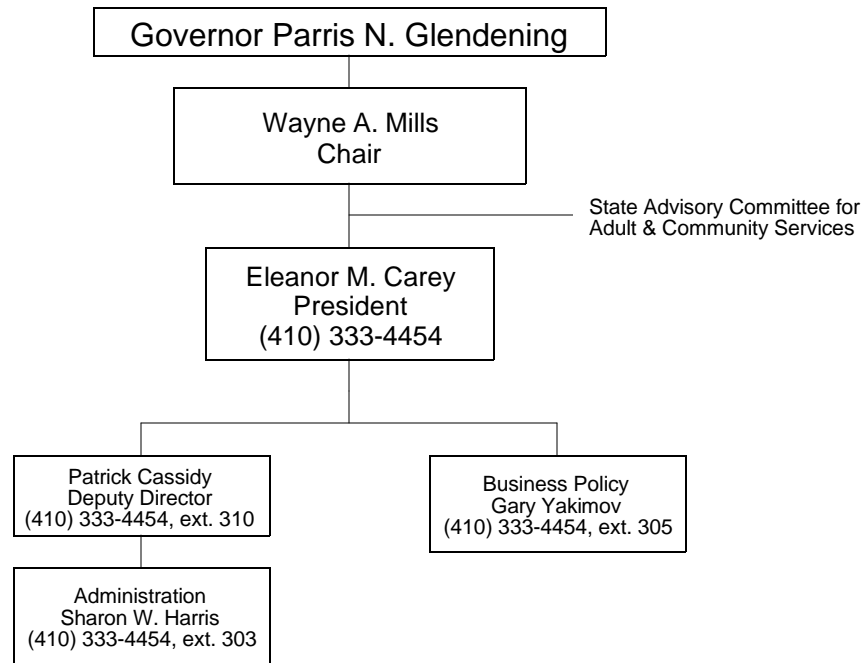 Governor Parris N. Glendening
Wayne A. Mills
Chair
State Advisory Committee for
Adult & Community Services
Eleanor M. Carey
President
(410) 333-4454
Patrick Cassidy
Deputy Director
(410) 333-4454, ext. 310
Business Policy
Gary Yakimov
(410) 333-4454, ext. 305
Administration
Sharon W. Harris
(410) 333-4454, ext. 303